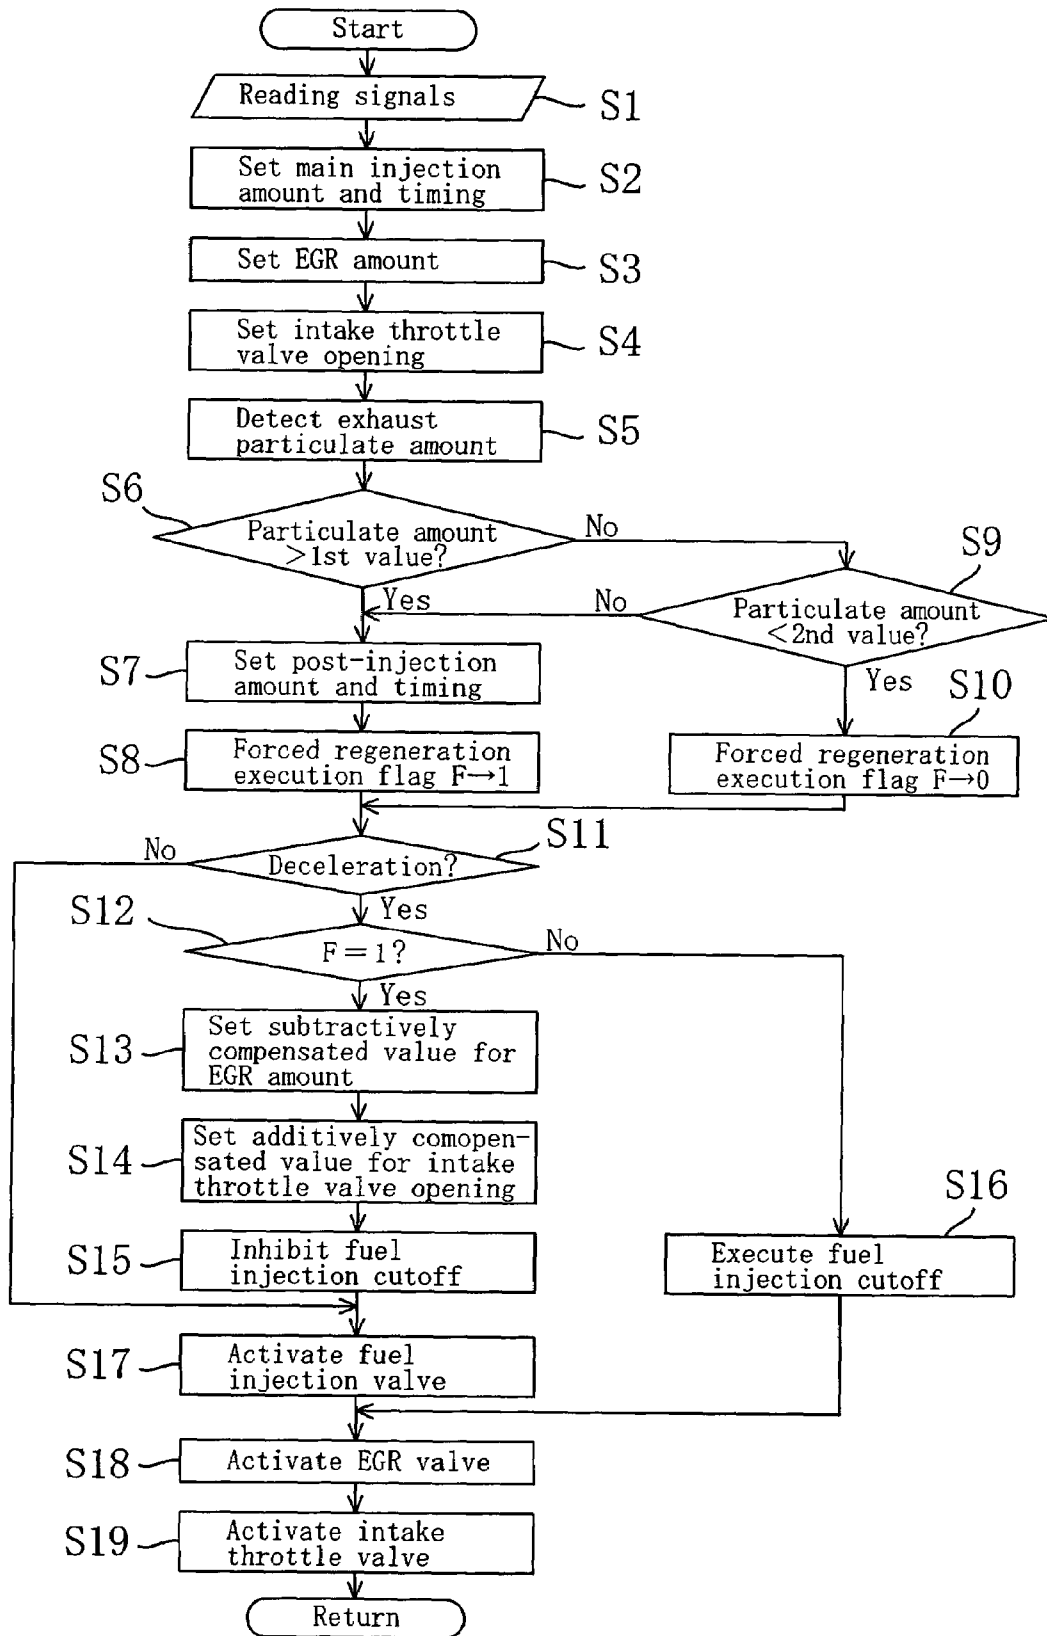 Start
Reading signals
S1
Set main injection
amount and timing
S2
Set EGR amount
S3
Set intake throttle
valve opening
S4
Detect exhaust
particulate amount
S5
S6
Particulate amount
>1st value?
No
Yes
S9
Particulate amount
<2nd value?
No
Yes
S7
Set post-injection
amount and timing
S8
Forced regeneration
execution flag F→1
S10
Forced regeneration
execution flag F→0
S11
Deceleration?
No
Yes
S12
F=1?
No
Yes
S13
Set subtractively
compensated value for
EGR amount
S14
Set additively comopen-
sated value for intake
throttle valve opening
S15
Inhibit fuel
injection cutoff
S16
Execute fuel
injection cutoff
S17
Activate fuel
injection valve
S18
Activate EGR valve
S19
Activate intake
throttle valve
Return